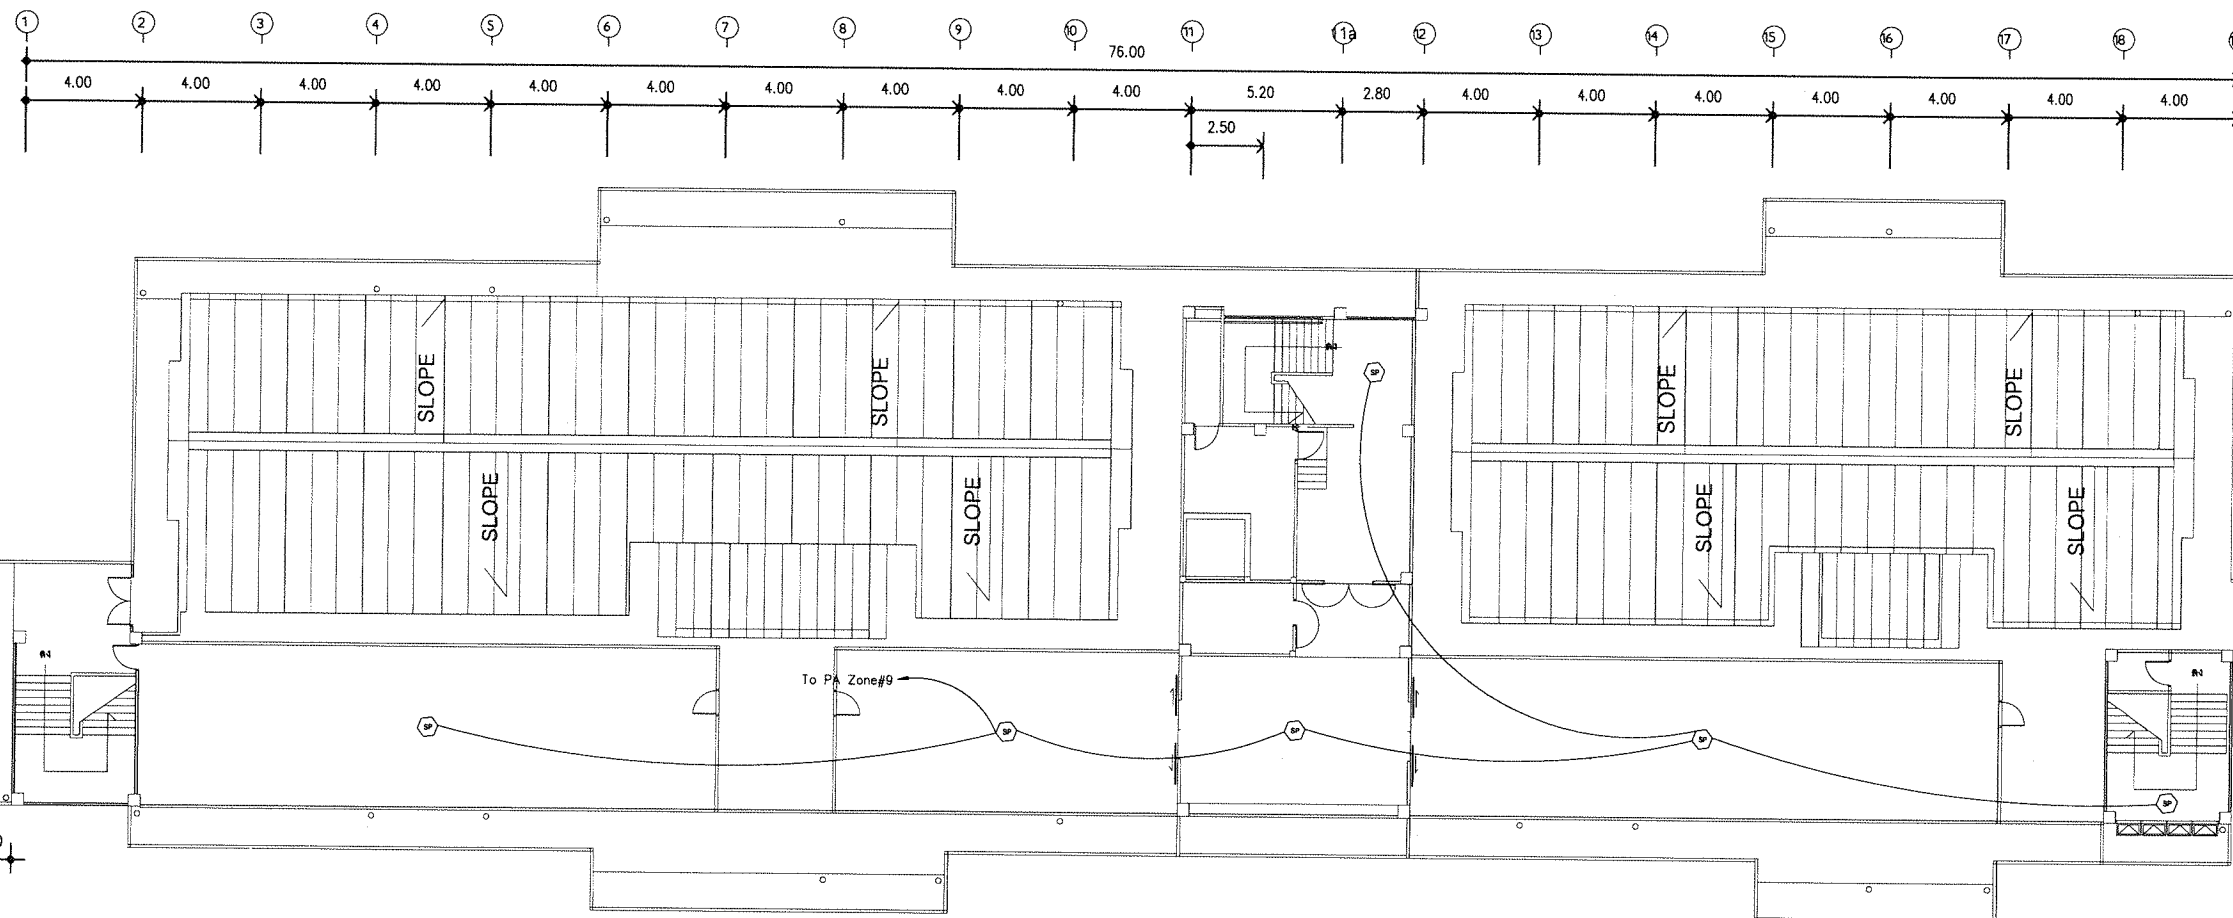 1 2 3 4 5 6 7 8 9 10 11 11a 12 13 14 15 16 17 18
76.00
4.00 4.00 4.00 4.00 4.00 4.00 4.00 4.00 4.00 4.00 5.20 2.80 4.00 4.00 4.00 4.00 4.00 4.00 4.00
2.50
SLOPE SLOPE SLOPE SLOPE
SP
SLOPE SLOPE SLOPE SLOPE
To PA Zone#9
SP SP SP SP
SP